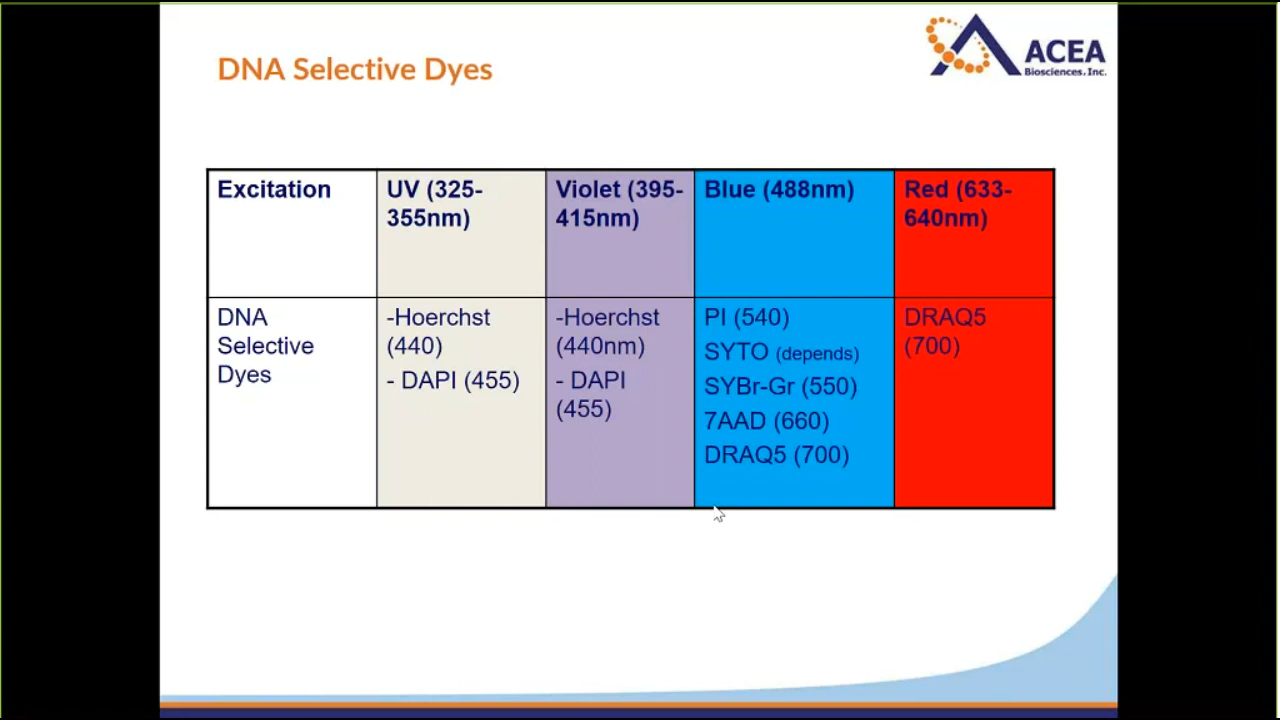 DNA Selective Dyes
ACEA
Biosciences, Inc.
Excitation
UV (325-
355nm)
Violet (395-
415nm)
Blue (488nm)
Red (633-
640nm)
DNA
Selective
Dyes
-Hoerchst
(440)
- DAPI (455)
-Hoerchst
(440nm)
- DAPI
(455)
PI (540)
SYTO (depends)
SYBr-Gr (550)
7AAD (660)
DRAQ5 (700)
DRAQ5
(700)